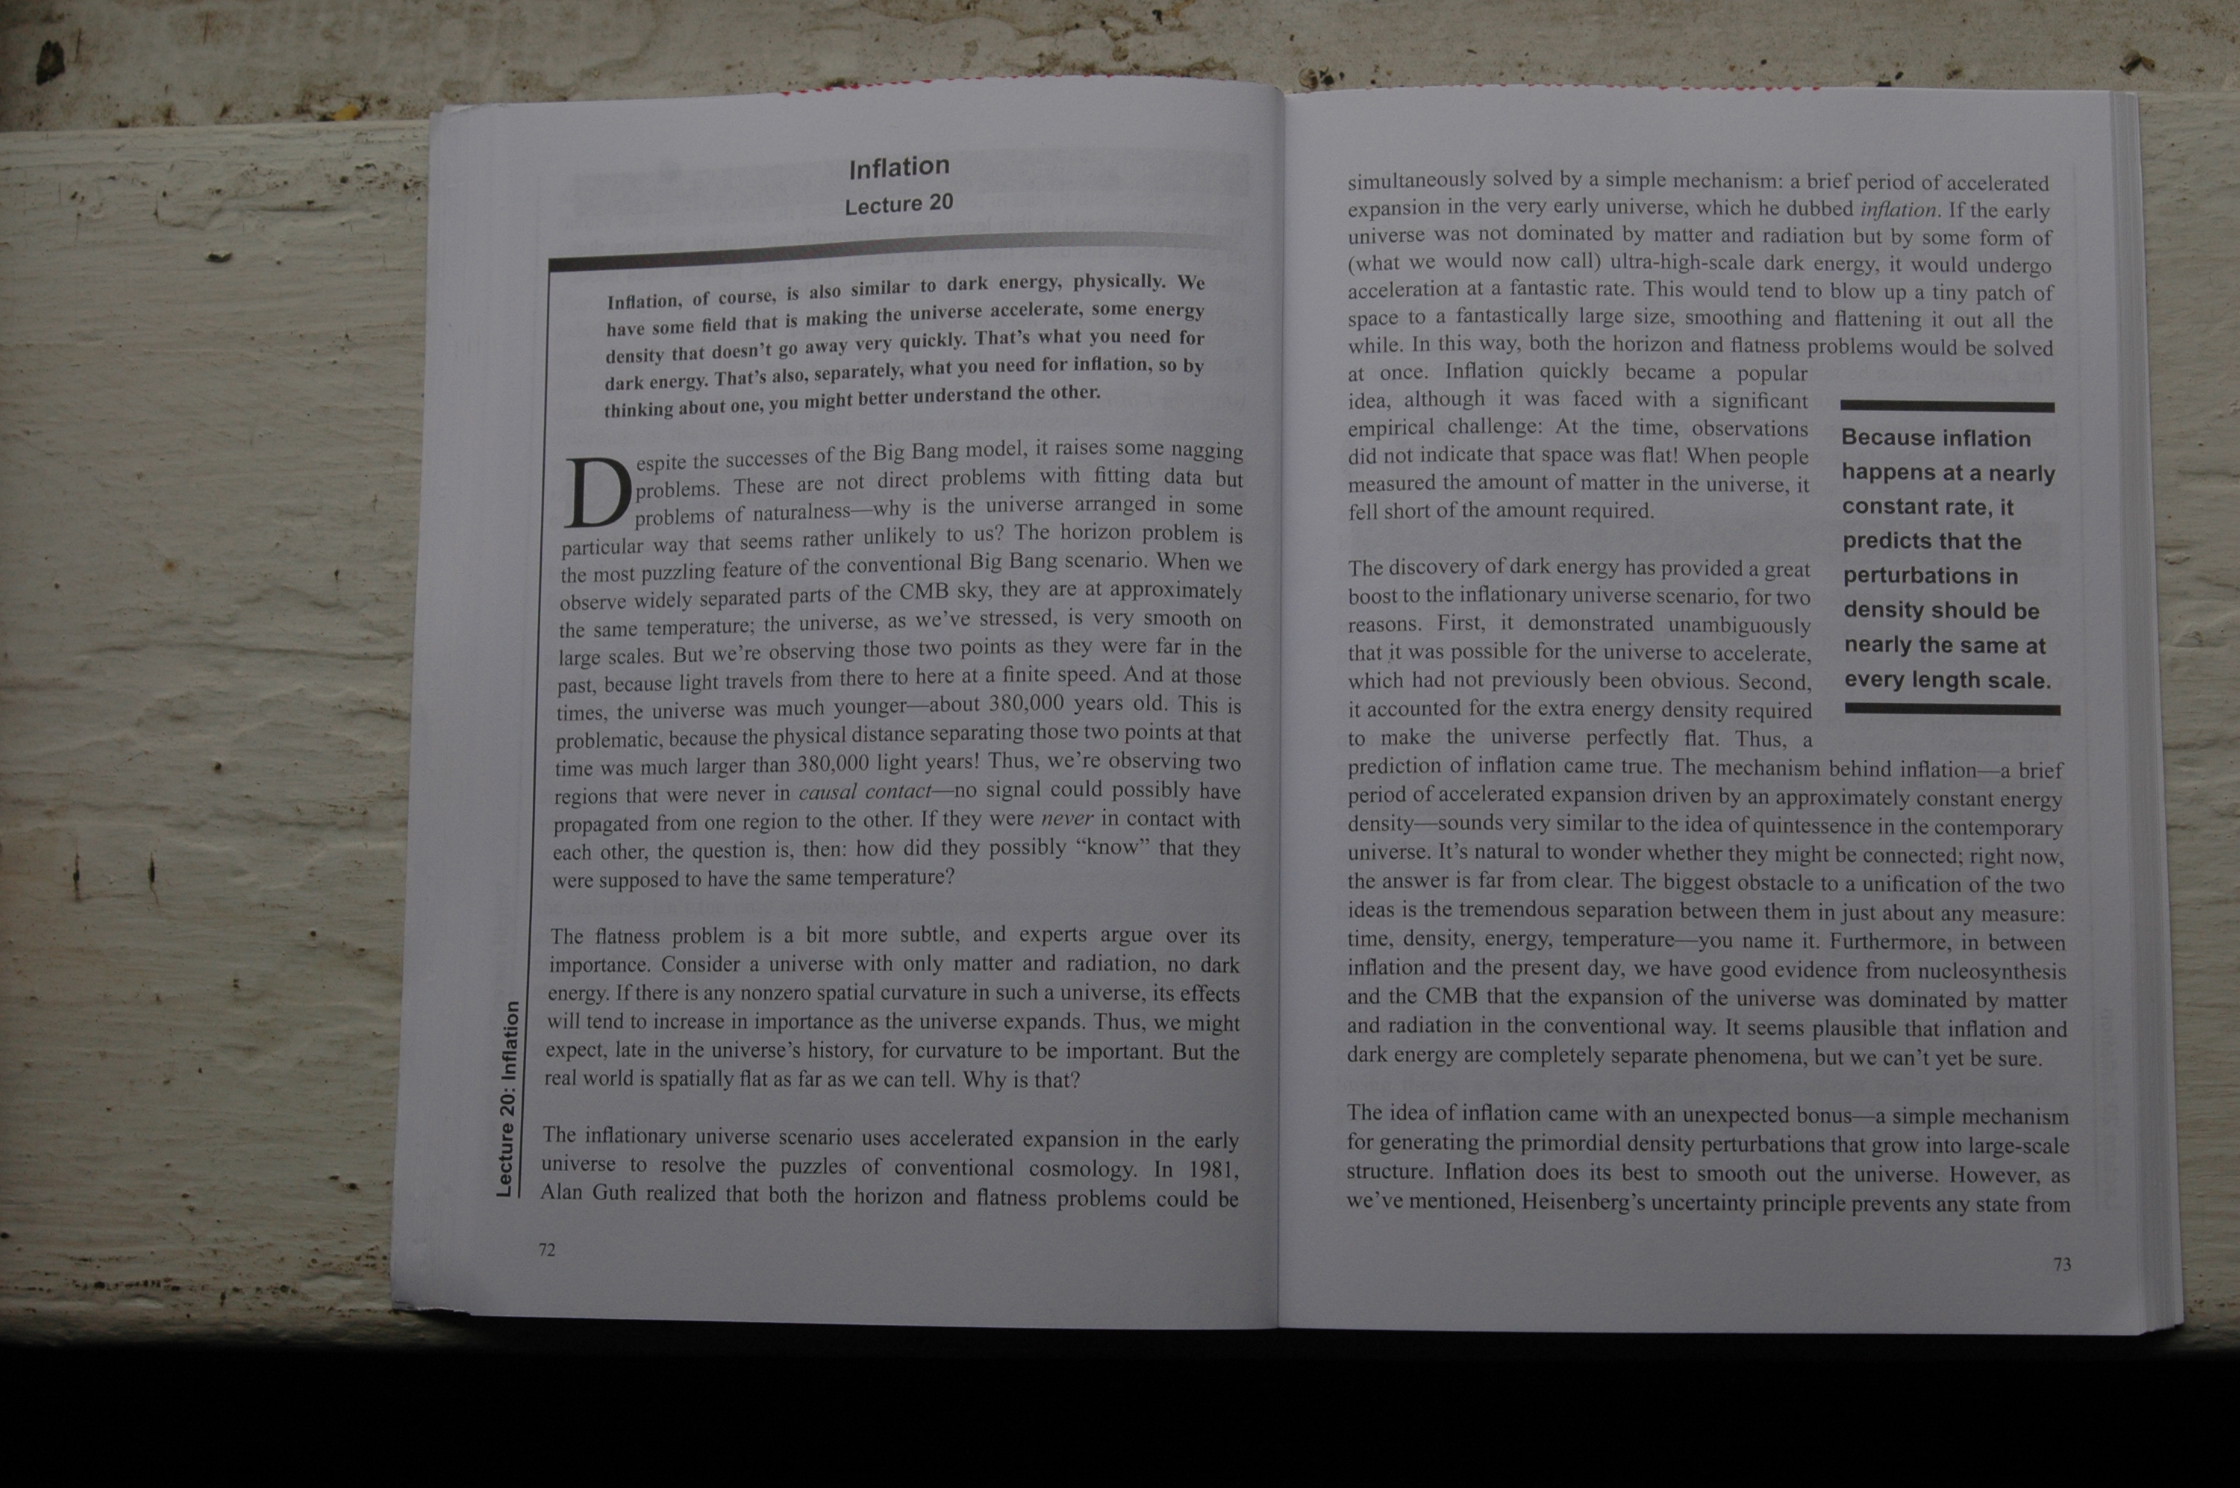 Inflation
Lecture 20
Inflation, of course, is also similar to dark energy, physically. We
have some field that is making the universe accelerate, some energy
density that doesn't go away very quickly. That's what you need for
dark energy. That's also, separately, what you need for inflation, so by
thinking about one, you might better understand the other.
Despite the successes of the Big Bang model, it raises some nagging
problems. These are not direct problems with fitting data but
problems of naturalness—why is the universe arranged in some
particular way that seems rather unlikely to us? The horizon problem is
the most puzzling feature of the conventional Big Bang scenario. When we
observe widely separated parts of the CMB sky, they are at approximately
the same temperature; the universe, as we've stressed, is very smooth on
large scales. But we're observing those two points as they were far in the
past, because light travels from there to here at a finite speed. And at those
times, the universe was much younger—about 380,000 years old. This is
problematic, because the physical distance separating those two points at that
time was much larger than 380,000 light years! Thus, we're observing two
regions that were never in causal contact—no signal could possibly have
propagated from one region to the other. If they were never in contact with
each other, the question is, then: how did they possibly “know” that they
were supposed to have the same temperature?
The flatness problem is a bit more subtle, and experts argue over its
importance. Consider a universe with only matter and radiation, no dark
energy. If there is any nonzero spatial curvature in such a universe, its effects
will tend to increase in importance as the universe expands. Thus, we might
expect, late in the universe's history, for curvature to be important. But the
real world is spatially flat as far as we can tell. Why is that?
The inflationary universe scenario uses accelerated expansion in the early
universe to resolve the puzzles of conventional cosmology. In 1981,
Alan Guth realized that both the horizon and flatness problems could be
Lecture 20: Inflation
72
simultaneously solved by a simple mechanism: a brief period of accelerated
expansion in the very early universe, which he dubbed inflation. If the early
universe was not dominated by matter and radiation but by some form of
(what we would now call) ultra-high-scale dark energy, it would undergo
acceleration at a fantastic rate. This would tend to blow up a tiny patch of
space to a fantastically large size, smoothing and flattening it out all the
while. In this way, both the horizon and flatness problems would be solved
at once. Inflation quickly became a popular
idea, although it was faced with a significant
empirical challenge: At the time, observations
did not indicate that space was flat! When people
measured the amount of matter in the universe, it
fell short of the amount required.
Because inflation
happens at a nearly
constant rate, it
predicts that the
perturbations in
density should be
nearly the same at
every length scale.
The discovery of dark energy has provided a great
boost to the inflationary universe scenario, for two
reasons. First, it demonstrated unambiguously
that it was possible for the universe to accelerate,
which had not previously been obvious. Second,
it accounted for the extra energy density required
to make the universe perfectly flat. Thus, a
prediction of inflation came true. The mechanism behind inflation—a brief
period of accelerated expansion driven by an approximately constant energy
density—sounds very similar to the idea of quintessence in the contemporary
universe. It's natural to wonder whether they might be connected; right now,
the answer is far from clear. The biggest obstacle to a unification of the two
ideas is the tremendous separation between them in just about any measure:
time, density, energy, temperature—you name it. Furthermore, in between
inflation and the present day, we have good evidence from nucleosynthesis
and the CMB that the expansion of the universe was dominated by matter
and radiation in the conventional way. It seems plausible that inflation and
dark energy are completely separate phenomena, but we can't yet be sure.
The idea of inflation came with an unexpected bonus—a simple mechanism
for generating the primordial density perturbations that grow into large-scale
structure. Inflation does its best to smooth out the universe. However, as
we've mentioned, Heisenberg's uncertainty principle prevents any state from
73